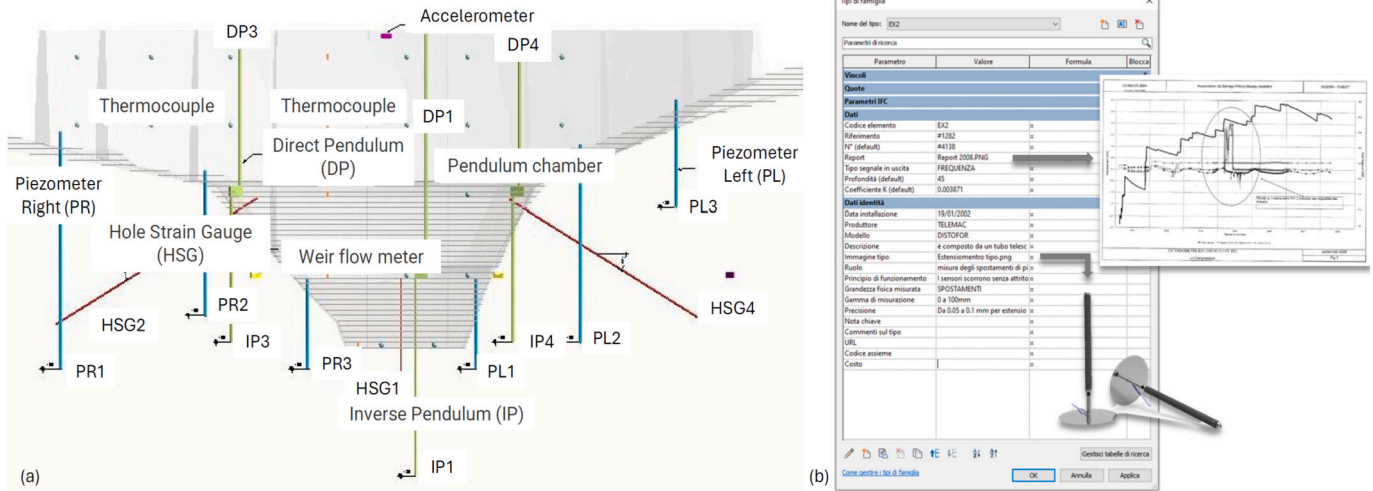 Accelerometer
DP3
DP4
Thermocouple
Thermocouple
DP1
Direct Pendulum
(DP)
Pendulum chamber
Piezometer
Right (PR)
Piezometer
Left (PL)
PL3
Hole Strain Gauge
(HSG)
Weir flow meter
HSG2
PR2
HSG4
IP3
IP4
PL2
PR1
PR3
PL1
HSG1
Inverse Pendulum (IP)
IP1
(a)
Tipi di famiglia
Nome del tipo: EX2
Parametri di ricerca
Parametro Valore Formula Blocca
Vincoli
Quote
Parametri IFC
Dati
Codice elemento EX2 =
Riferimento #1282 =
N° (default) #4138 =
Report Report 2008.PNG =
Tipo segnale in uscita FREQUENZA =
Profondità (default) 45 =
Coefficiente K (default) 0.003871 =
Dati identità
Data installazione 19/01/2002 =
Produttore TELEMAC =
Modello DISTOFOR =
Descrizione è composto da un tubo telesc =
Immagine tipo Estensiomentro tipo.png =
Ruolo misura degli spostamenti di pi =
Principio di funzionamento I sensori scorrono senza attrito =
Grandezza fisica misurata SPOSTAMENTI =
Gamma di misurazione 0 a 100mm =
Precisione Da 0.05 a 0.1 mm per estensio =
Nota chiave =
Commenti sul tipo =
URL =
Codice assieme =
Costo =
Gestisci tabelle di ricerca
Come gestire i tipi di famiglia
OK Annulla Applica
(b)